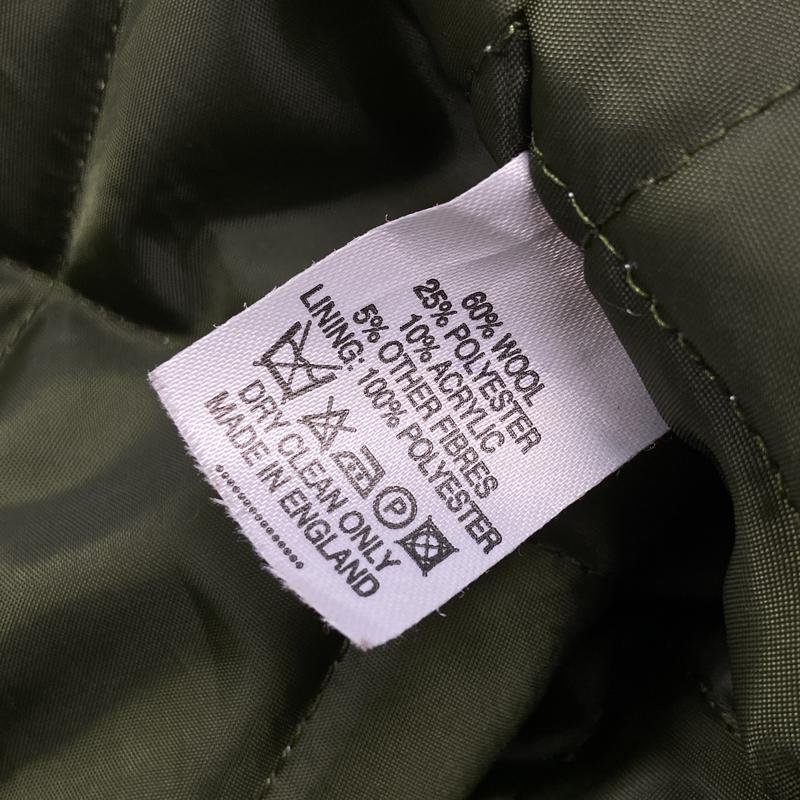 60% WOOL
25% POLYESTER
10% ACRYLIC
5% OTHER FIBRES
LINING: 100% POLYESTER
P
DRY CLEAN ONLY
MADE IN ENGLAND